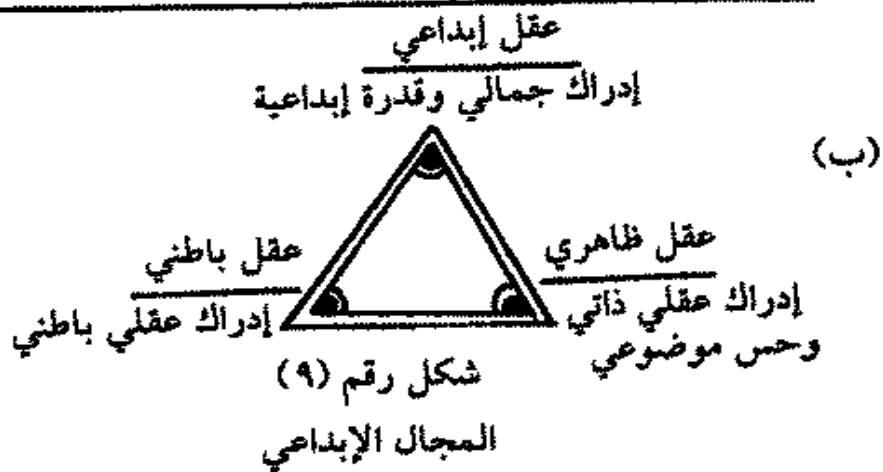 عقل إبداعي
إدراك جمالي وقدرة إبداعية
(ب)
عقل ظاهري
إدراك عقلي ذاتي
وحس موضوعي
عقل باطني
إدراك عقلي باطني
شكل رقم (٩)
المجال الإبداعي